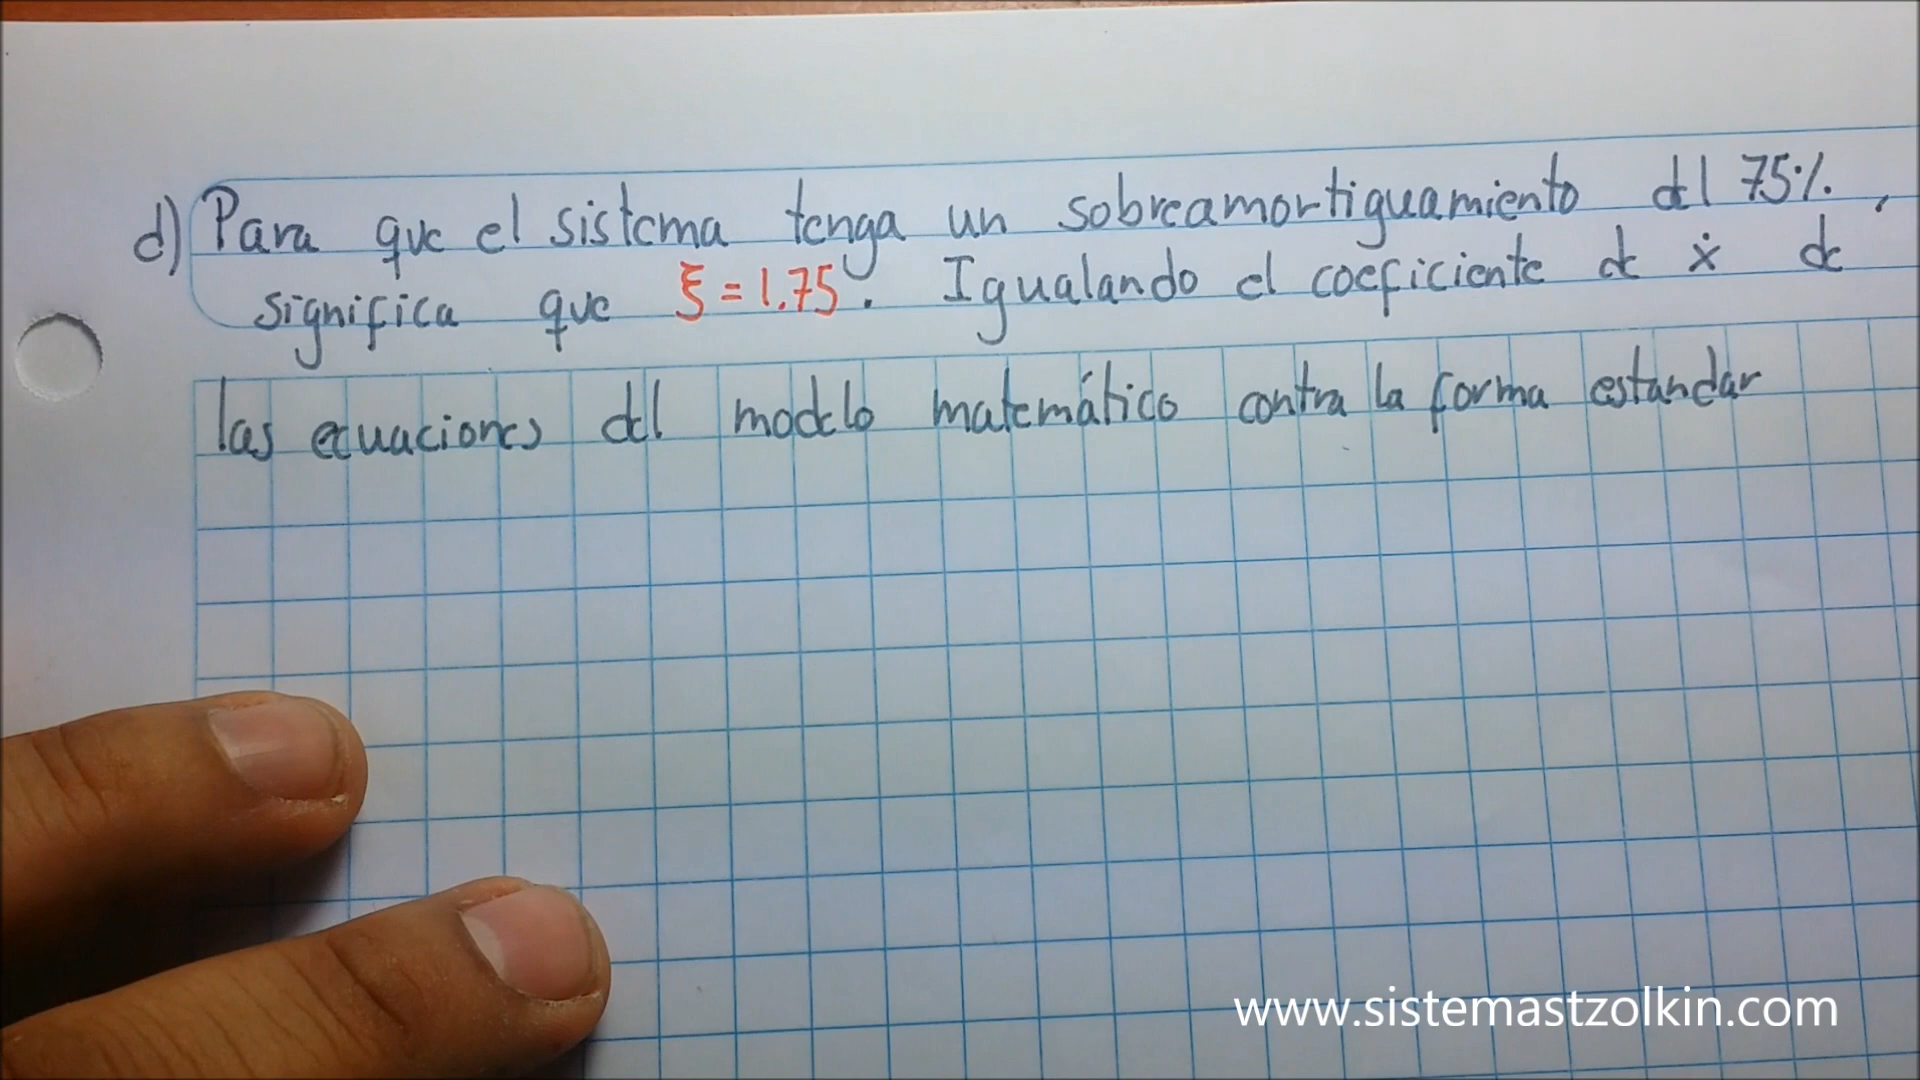 d) Para que el sistema tenga un sobreamortiguamiento del 75%,
significa que ξ = 1.75. Igualando el coeficiente de ẋ de
las ecuaciones del modelo matemático contra la forma estandar
www.sistemastzolkin.com